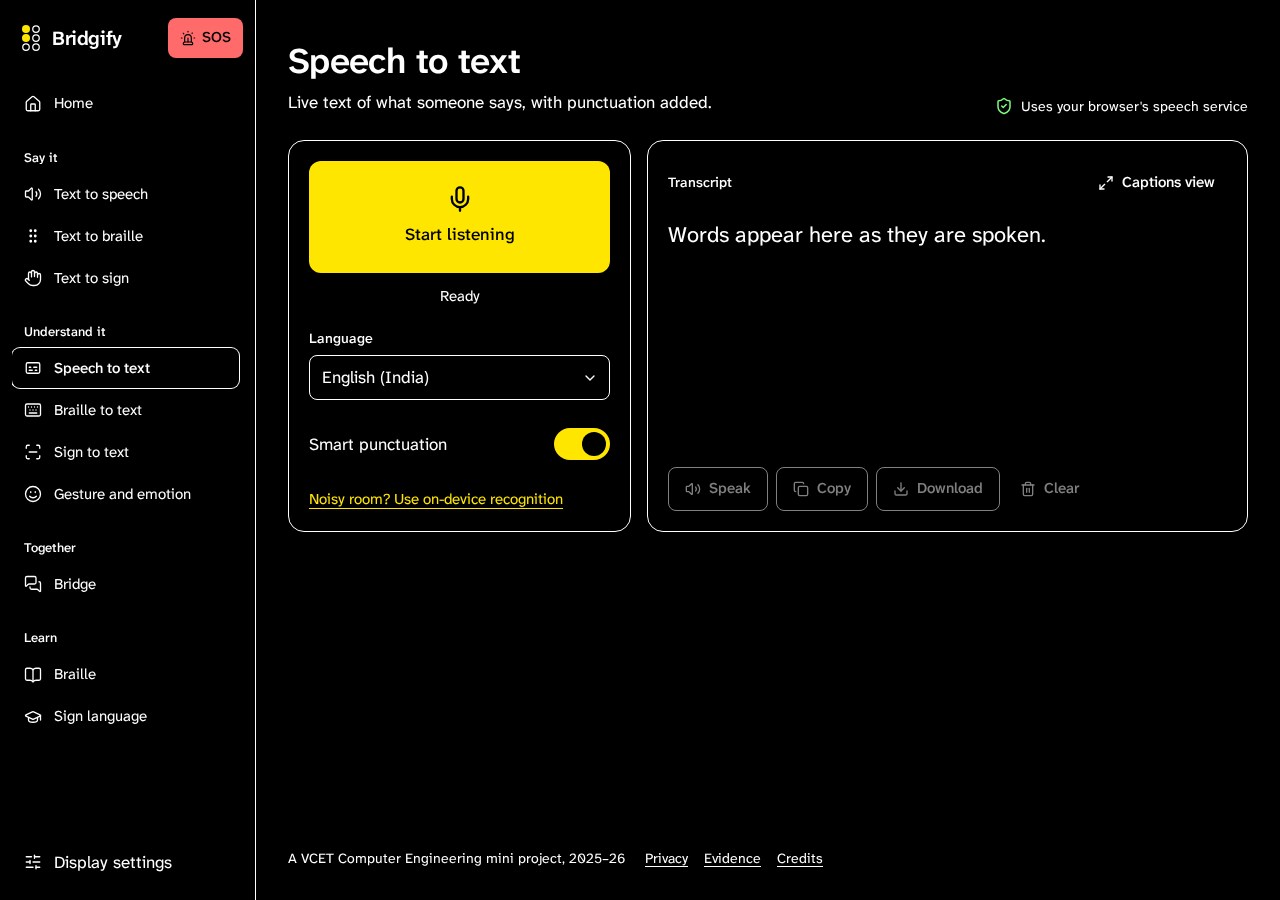 Bridgify
SOS
Home
Say it
Text to speech
Text to braille
Text to sign
Understand it
Speech to text
Braille to text
Sign to text
Gesture and emotion
Together
Bridge
Learn
Braille
Sign language
Display settings
Speech to text
Live text of what someone says, with punctuation added.
Uses your browser's speech service
Start listening
Ready
Language
English (India)
Smart punctuation
Noisy room? Use on-device recognition
Transcript
Captions view
Words appear here as they are spoken.
Speak
Copy
Download
Clear
A VCET Computer Engineering mini project, 2025–26
Privacy
Evidence
Credits